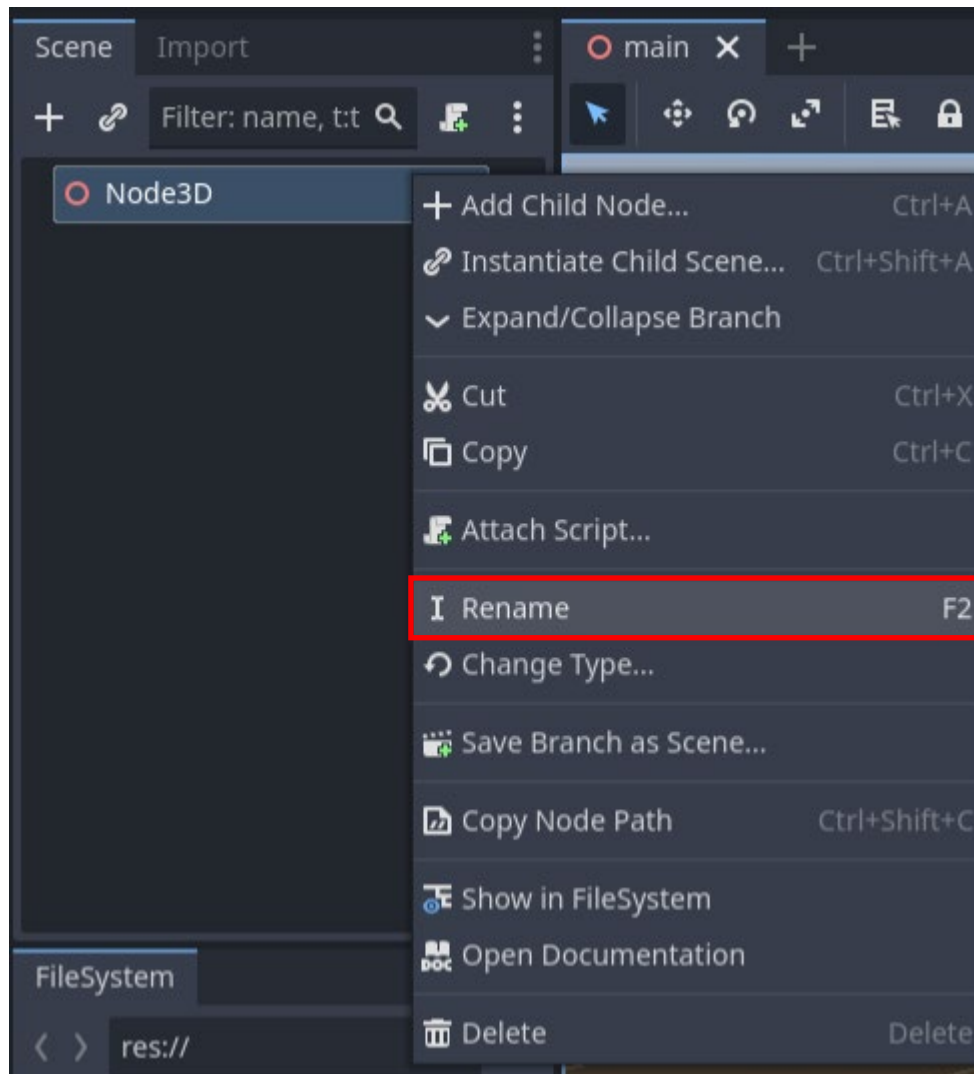 Scene Import
main
Filter: name, t:t
Node3D
Add Child Node... Ctrl+A
Instantiate Child Scene... Ctrl+Shift+A
Expand/Collapse Branch
Cut Ctrl+X
Copy Ctrl+C
Attach Script...
Rename F2
Change Type...
Save Branch as Scene...
Copy Node Path Ctrl+Shift+C
Show in FileSystem
DOC Open Documentation
Delete Delete
FileSystem
res://